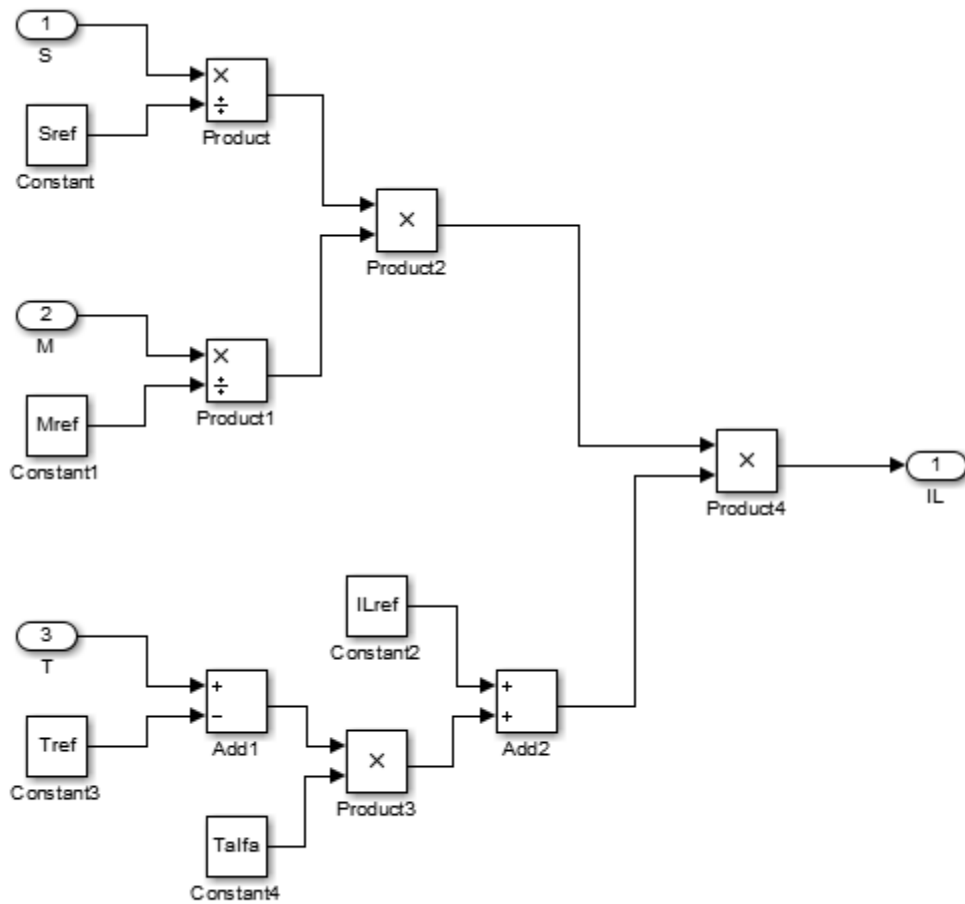 1
S
×
÷
Product
Sref
Constant
×
Product2
2
M
×
÷
Product1
Mref
Constant1
×
Product4
1
IL
ILref
Constant2
3
T
+
−
Add1
+
+
Add2
Tref
Constant3
×
Product3
Talfa
Constant4